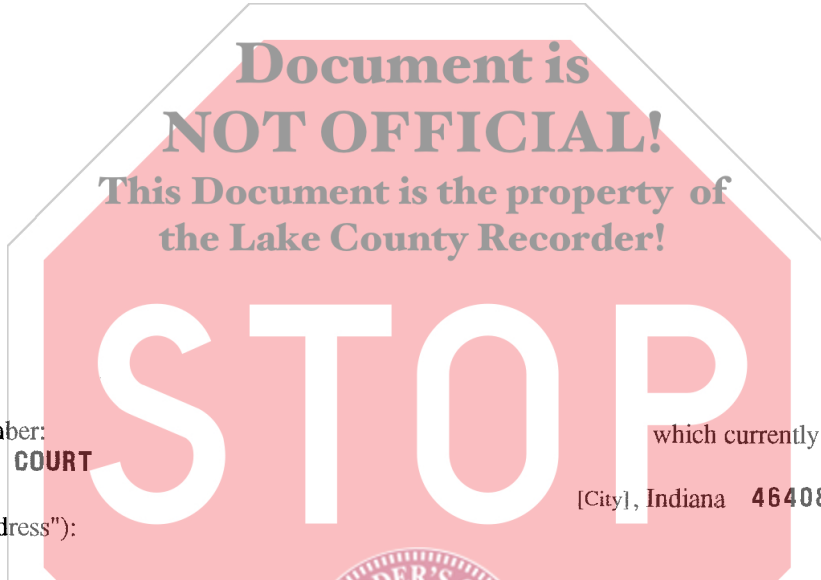 Document is
NOT OFFICIAL!
This Document is the property of
the Lake County Recorder!
STOP
which currently
COURT
[City], Indiana 46408
dress"):